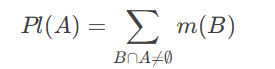 Pl(A) = ∑ m(B)
B∩A≠∅